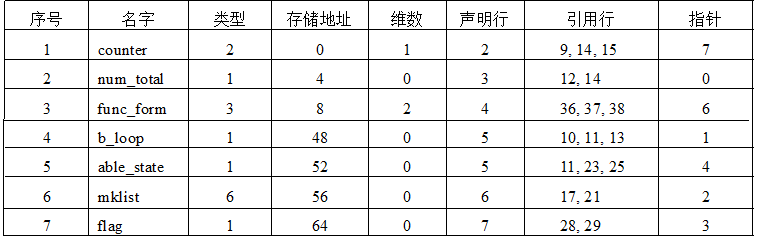 序号 名字 类型 存储地址 维数 声明行 引用行 指针
1 counter 2 0 1 2 9, 14, 15 7
2 num_total 1 4 0 3 12, 14 0
3 func_form 3 8 2 4 36, 37, 38 6
4 b_loop 1 48 0 5 10, 11, 13 1
5 able_state 1 52 0 5 11, 23, 25 4
6 mklist 6 56 0 6 17, 21 2
7 flag 1 64 0 7 28, 29 3